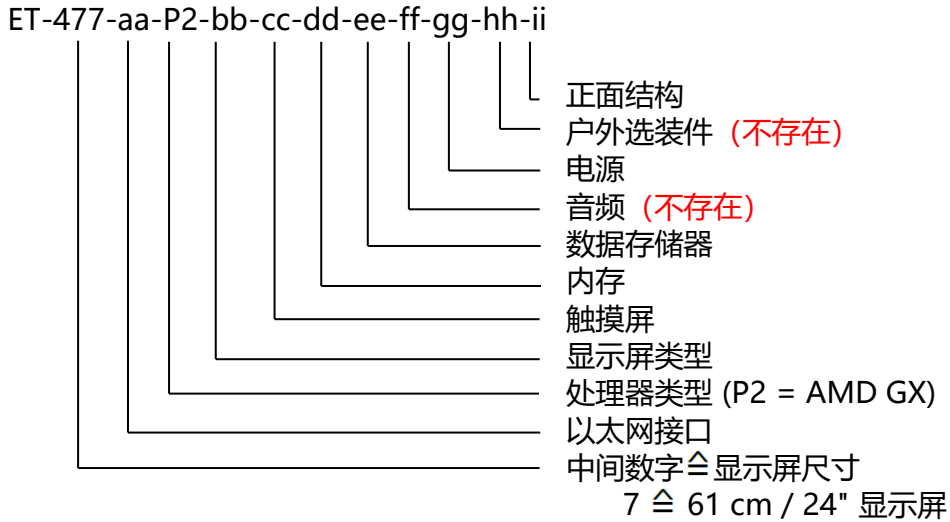 ET-477-aa-P2-bb-cc-dd-ee-ff-gg-hh-ii
正面结构
户外选装件（不存在）
电源
音频（不存在）
数据存储器
内存
触摸屏
显示屏类型
处理器类型 (P2 = AMD GX)
以太网接口
中间数字≙显示屏尺寸
7 ≙ 61 cm / 24" 显示屏